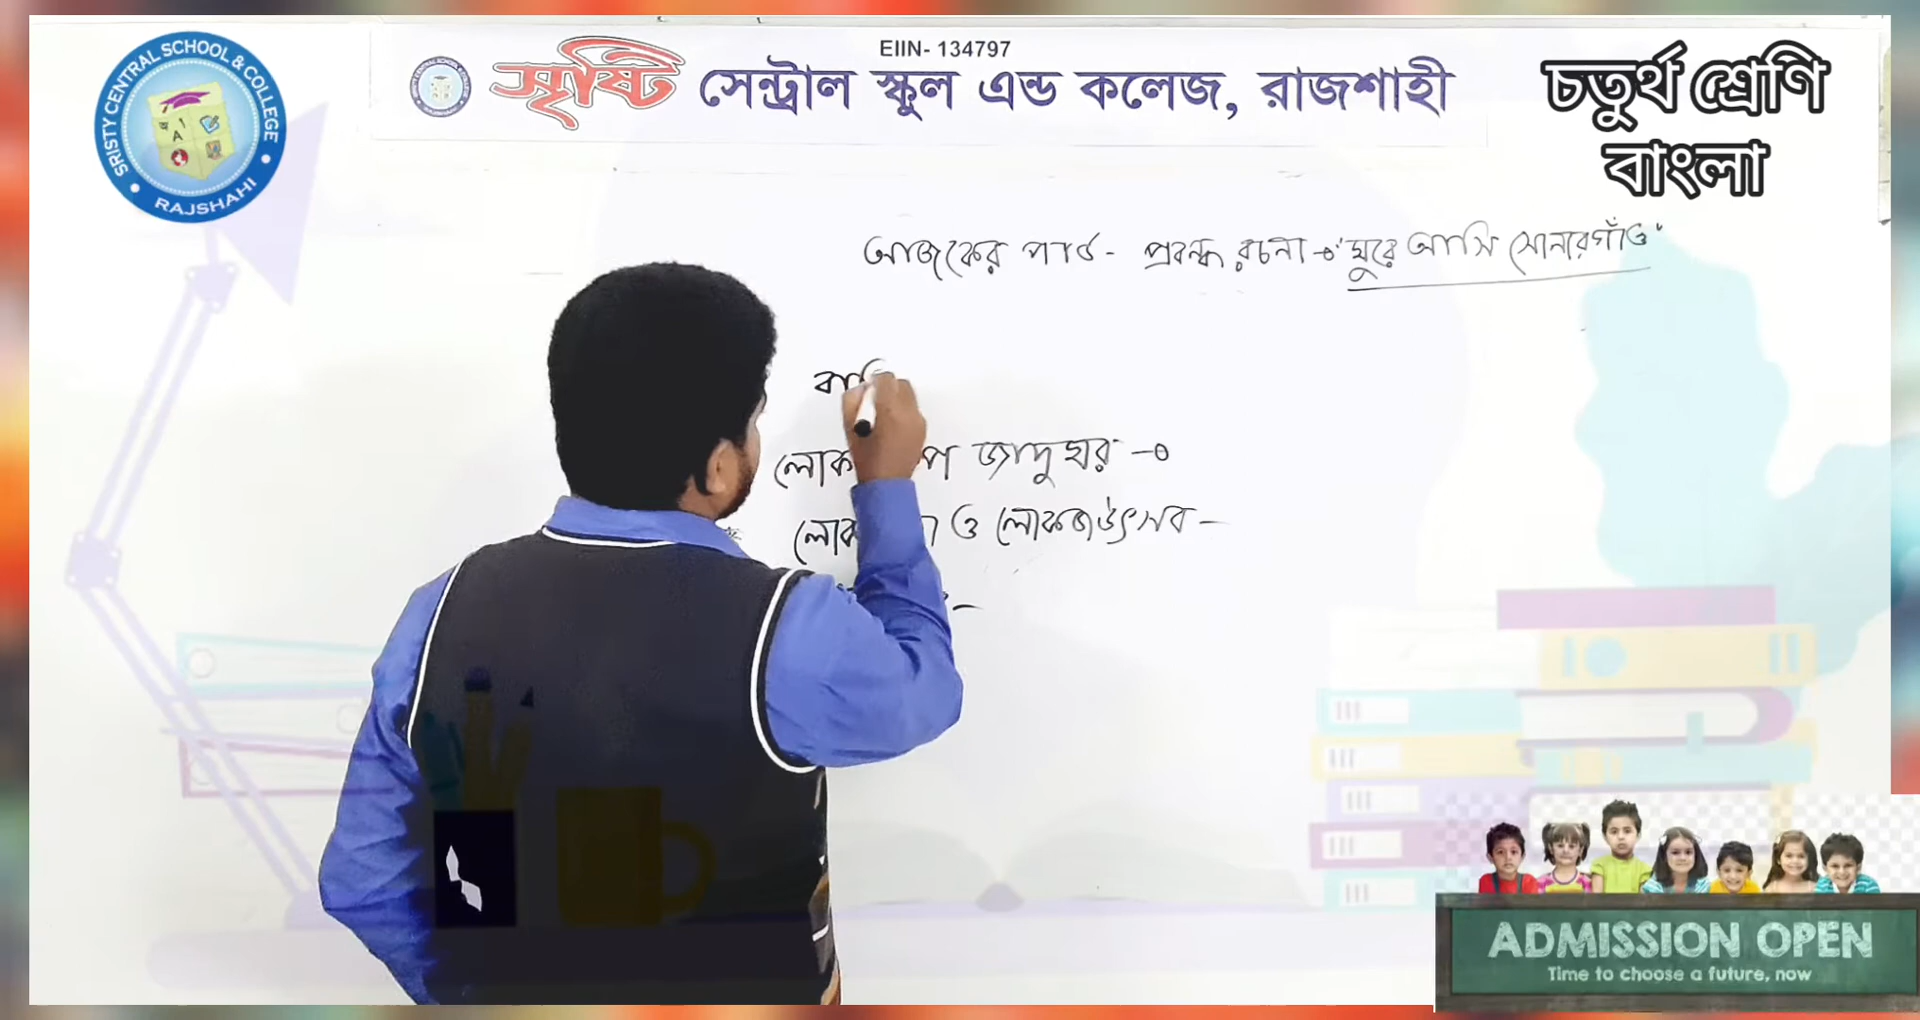 SRISTY CENTRAL SCHOOL & COLLEGE
RAJSHAHI
EIIN- 134797
সৃষ্টি সেন্ট্রাল স্কুল এন্ড কলেজ, রাজশাহী
চতুর্থ শ্রেণি
বাংলা
আজকের পাঠ - প্রবন্ধ রচনা → 'ঘুরে আসি সোনারগাঁও'
জাদুঘর →
ও লোকজউৎসব -
ADMISSION OPEN
Time to choose a future, now